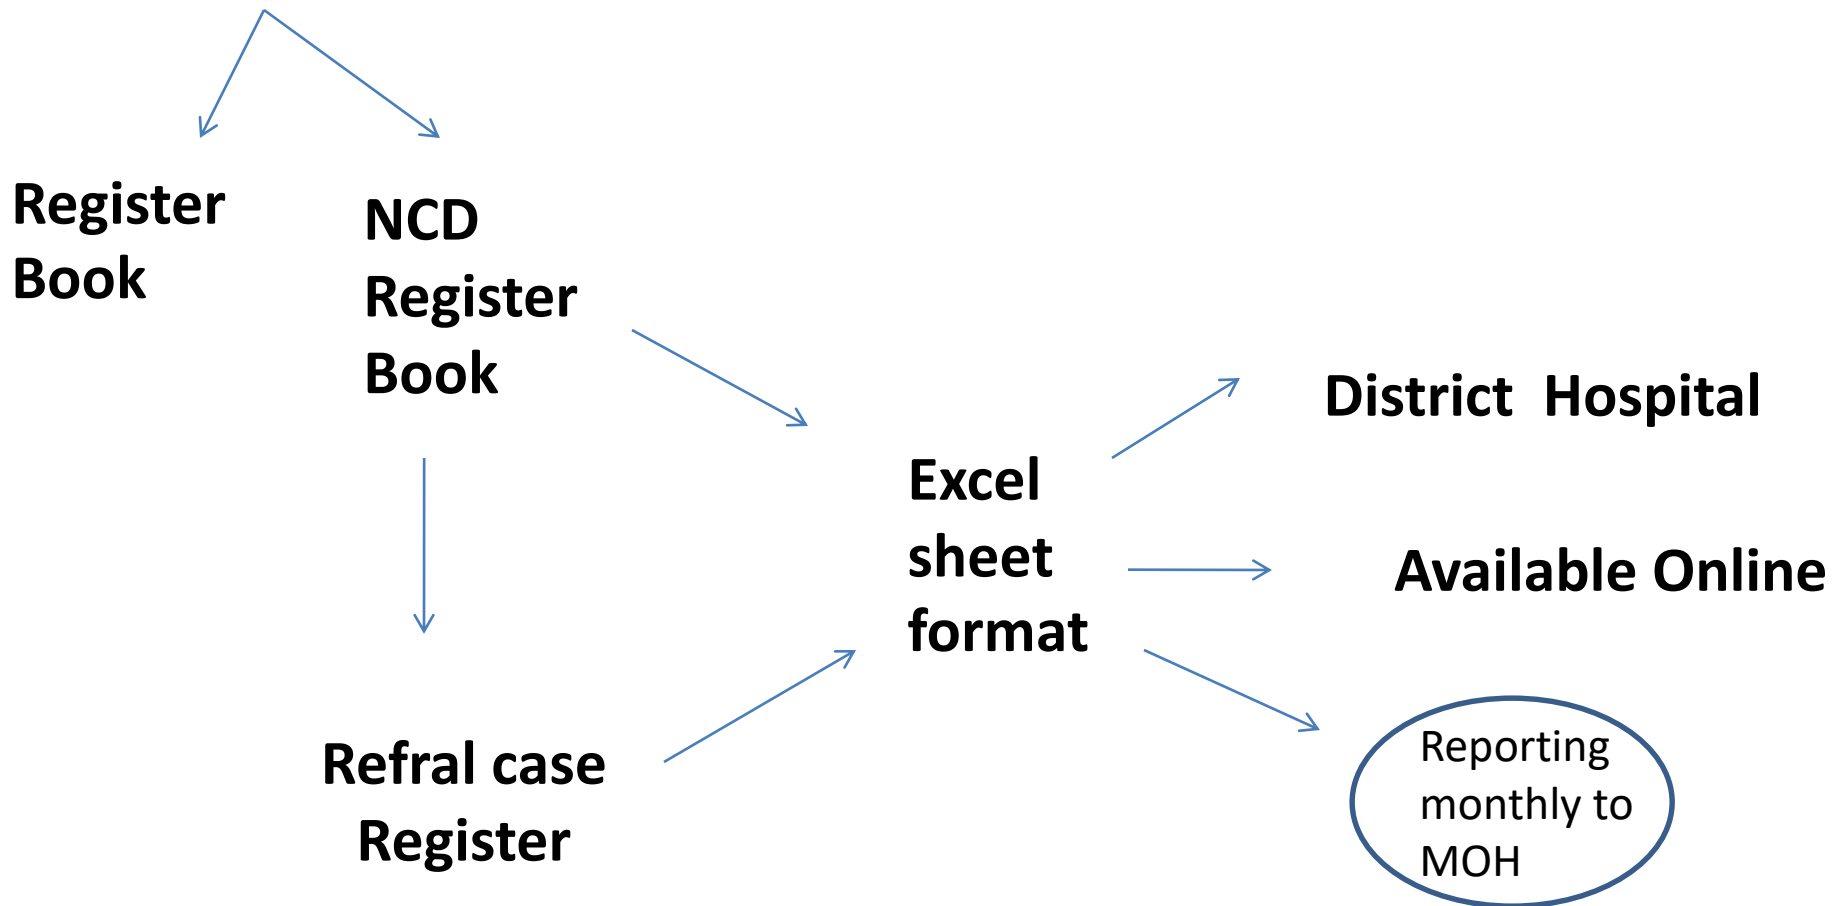 Register
Book
NCD
Register
Book
District  Hospital
Excel
sheet
format
Available Online
Refral case
Register
Reporting
monthly to
MOH